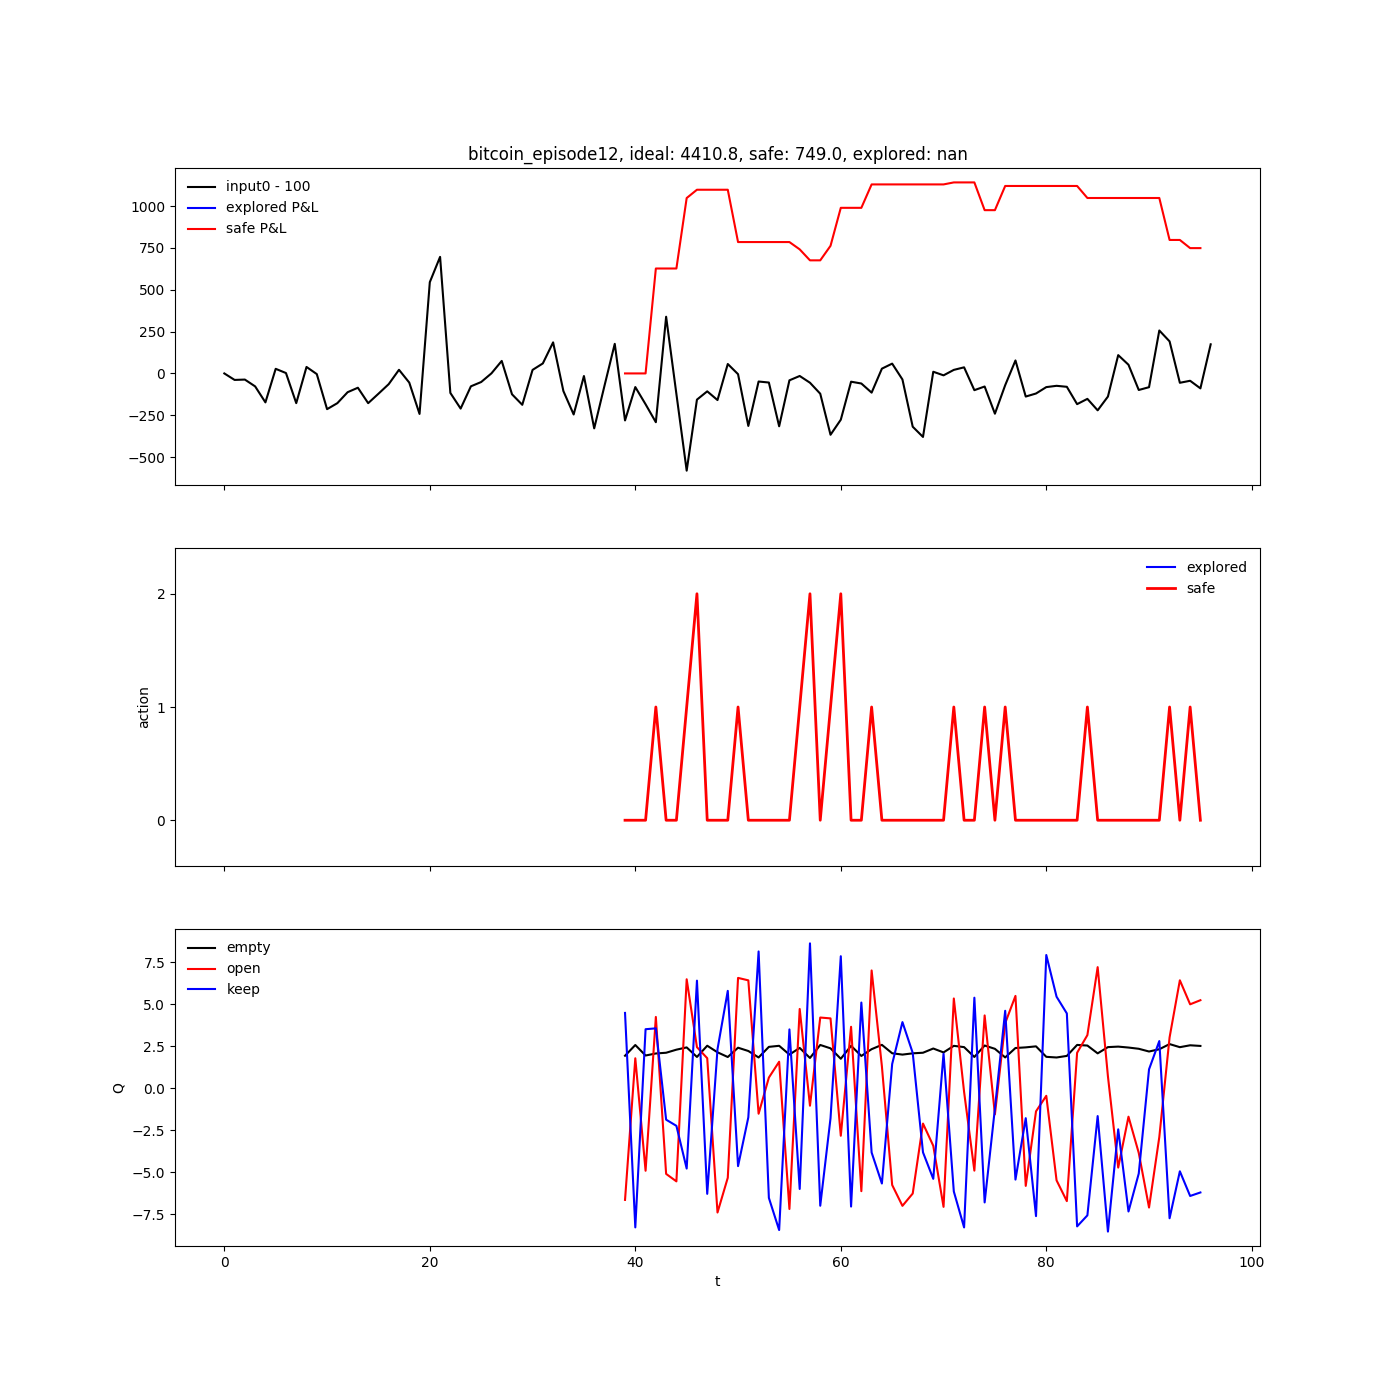 bitcoin_episode12, ideal: 4410.8, safe: 749.0, explored: nan
input0 - 100
explored P&L
safe P&L
1000
750
500
250
0
−250
−500
explored
safe
2
1
0
action
empty
open
keep
7.5
5.0
2.5
0.0
−2.5
−5.0
−7.5
Q
0 20 40 60 80 100
t